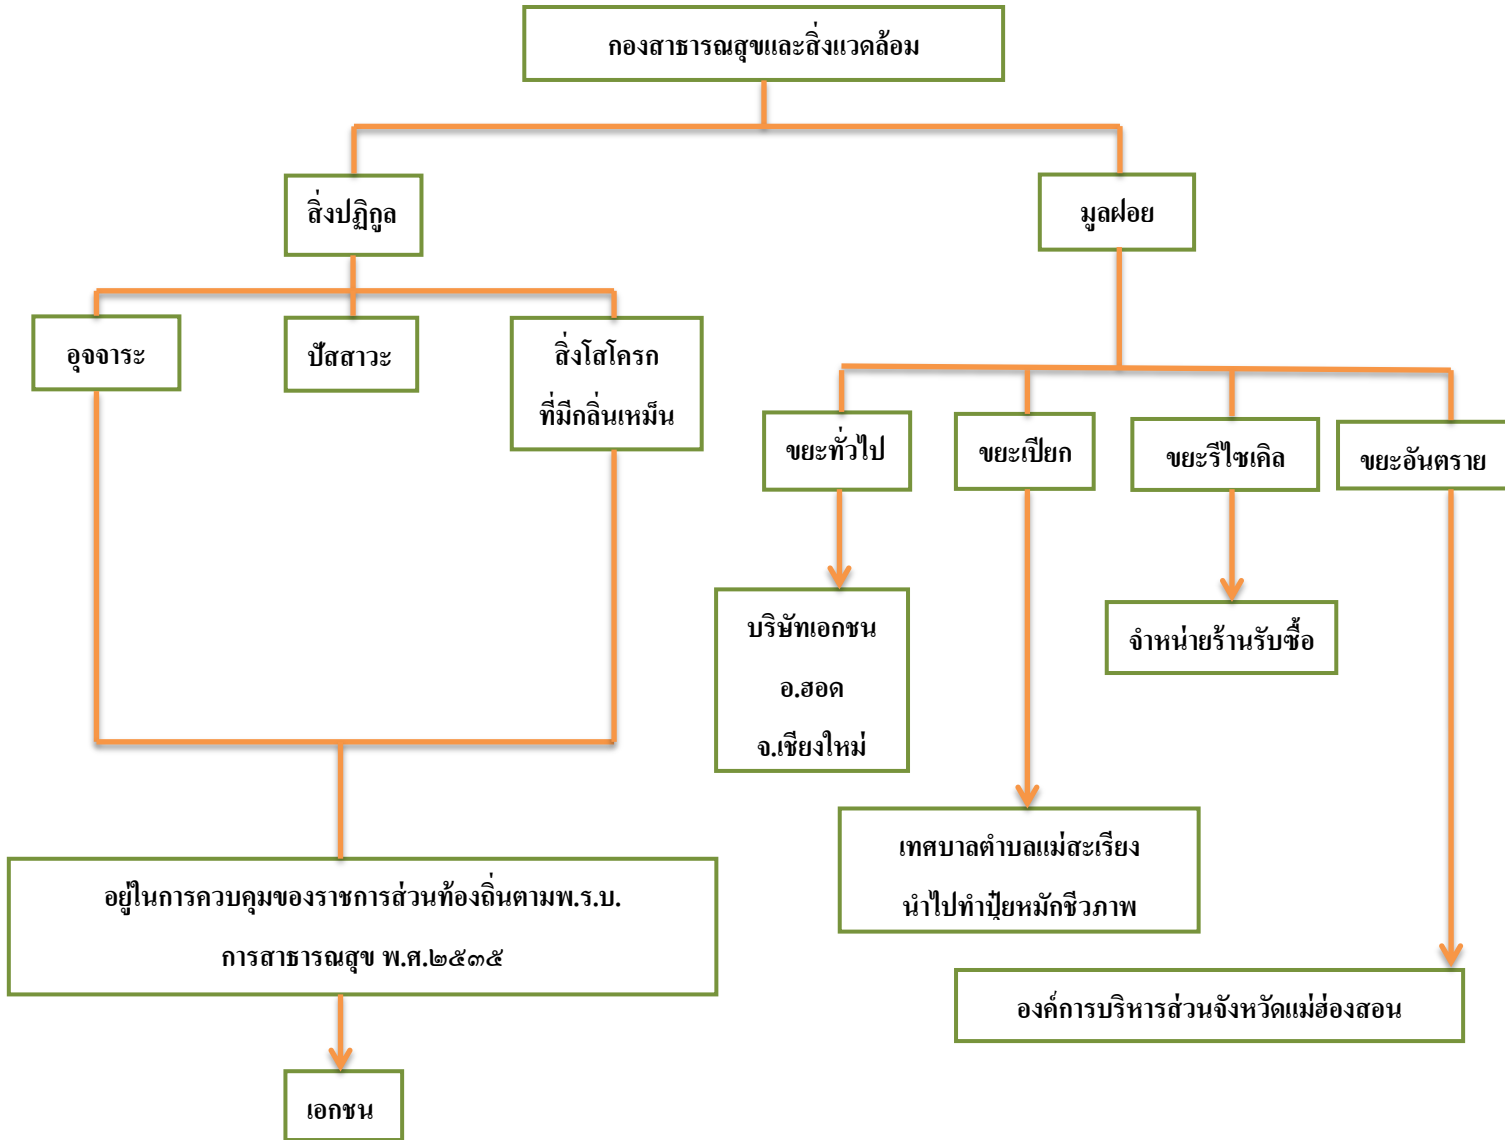 กองสาธารณสุขและสิ่งแวดล้อม
สิ่งปฏิกูล
มูลฝอย
อุจจาระ
ปัสสาวะ
สิ่งโสโครก
ที่มีกลิ่นเหม็น
ขยะทั่วไป
ขยะเปียก
ขยะรีไซเคิล
ขยะอันตราย
บริษัทเอกชน
อ.ฮอด
จ.เชียงใหม่
จำหน่ายร้านรับซื้อ
เทศบาลตำบลแม่สะเรียง
นำไปทำปุ๋ยหมักชีวภาพ
อยู่ในการควบคุมของราชการส่วนท้องถิ่นตามพ.ร.บ.
การสาธารณสุข พ.ศ.๒๕๓๕
องค์การบริหารส่วนจังหวัดแม่ฮ่องสอน
เอกชน